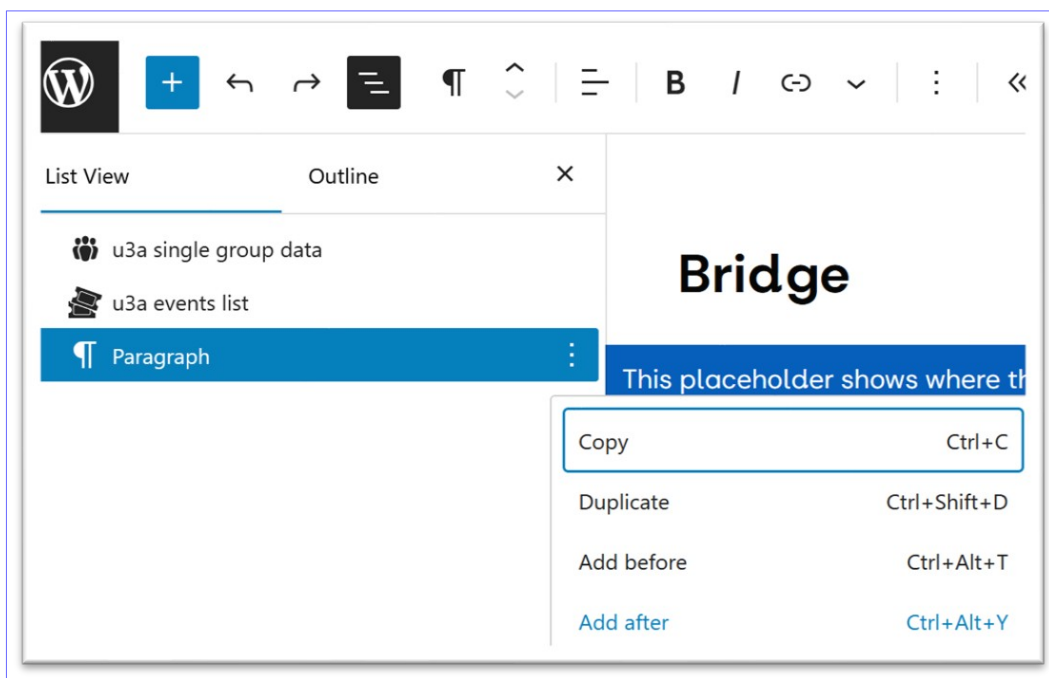 B I
List View Outline
u3a single group data
u3a events list
Paragraph
Bridge
This placeholder shows where th
Copy Ctrl+C
Duplicate Ctrl+Shift+D
Add before Ctrl+Alt+T
Add after Ctrl+Alt+Y